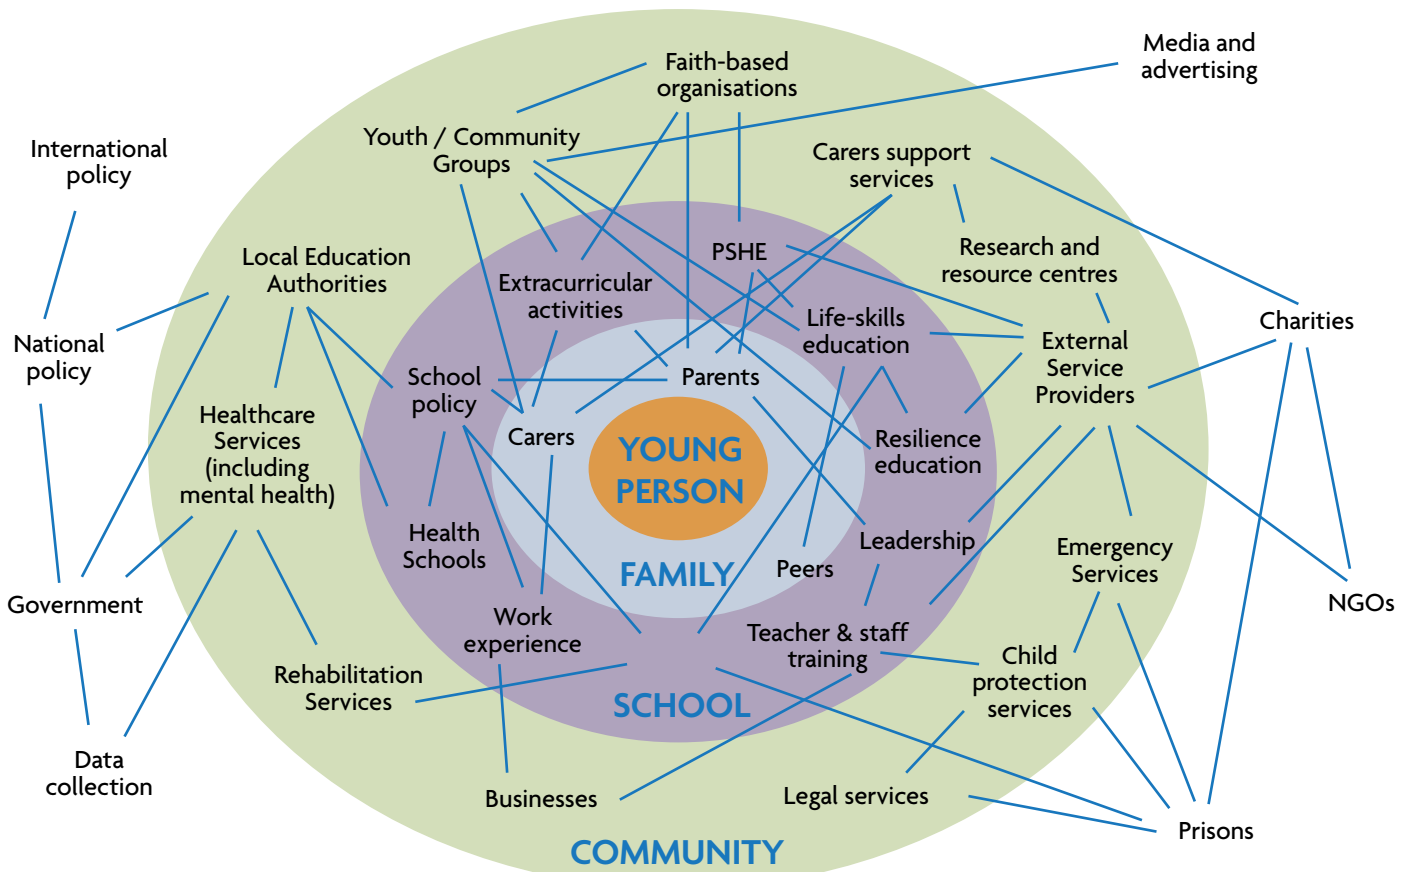 Media and
advertising
Faith-based
organisations
Youth / Community
Groups
International
policy
Carers support
services
PSHE
Research and
resource centres
Local Education
Authorities
Extracurricular
activities
Life-skills
education
Charities
National
policy
External
Service
Providers
School
policy
Parents
Healthcare
Services
(including
mental health)
Carers
YOUNG
PERSON
Resilience
education
Health
Schools
Leadership
Emergency
Services
FAMILY
Peers
Government
NGOs
Work
experience
Teacher & staff
training
Child
protection
services
Rehabilitation
Services
SCHOOL
Data
collection
Businesses
Legal services
Prisons
COMMUNITY